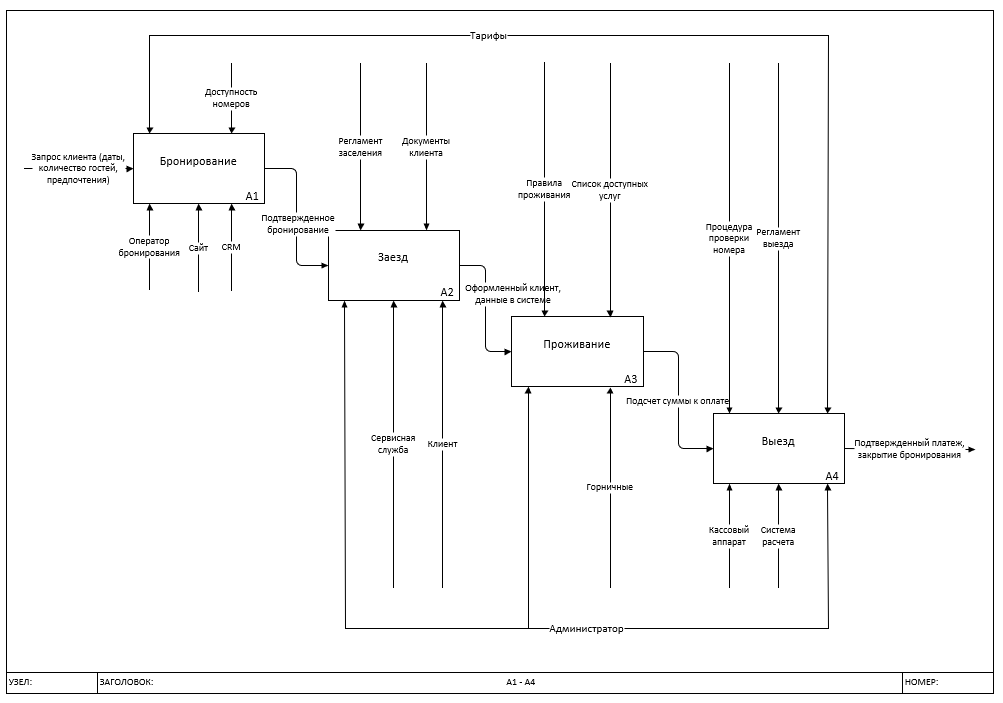 Тарифы
Доступность
номеров
Регламент
заселения
Документы
клиента
Запрос клиента (даты,
количество гостей,
предпочтения)
Бронирование
A1
Правила
проживания
Список доступных
услуг
Подтвержденное
бронирование
Оператор
бронирования
Сайт
CRM
Процедура
проверки
номера
Регламент
выезда
Заезд
A2
Оформленный клиент,
данные в системе
Проживание
A3
Подсчет суммы к оплате
Сервисная
служба
Клиент
Выезд
A4
Подтвержденный платеж,
закрытие бронирования
Горничные
Кассовый
аппарат
Система
расчета
Администратор
УЗЕЛ:
ЗАГОЛОВОК:
A1 - A4
НОМЕР: